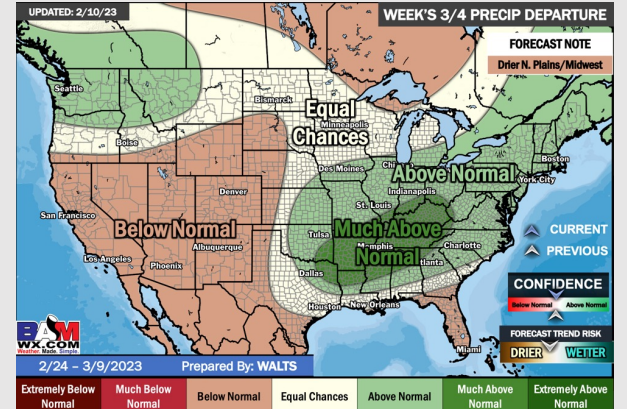 UPDATED: 2/10/23
WEEK'S 3/4 PRECIP DEPARTURE
FORECAST NOTE
Drier N. Plains/Midwest
Seattle
Bismarck
Equal
Minneapolis
Chances
Boise
Des Moines
Above Normal
Boston
York City
Indianapolis
Denver
St. Louis
San Francisco
Below Normal
Much Above
Tulsa
Memphis
Normal
Charlotte
Albuquerque
Los Angeles
Phoenix
Dallas
Houston
New Orleans
Miami
CURRENT
PREVIOUS
CONFIDENCE
Below Normal
Above Normal
FORECAST TREND RISK
DRIER
WETTER
BAM
WX.COM
Weather. Made. Simple.
2/24 – 3/9/2023
Prepared By: WALTS
Extremely Below Normal
Much Below Normal
Below Normal
Equal Chances
Above Normal
Much Above Normal
Extremely Above Normal